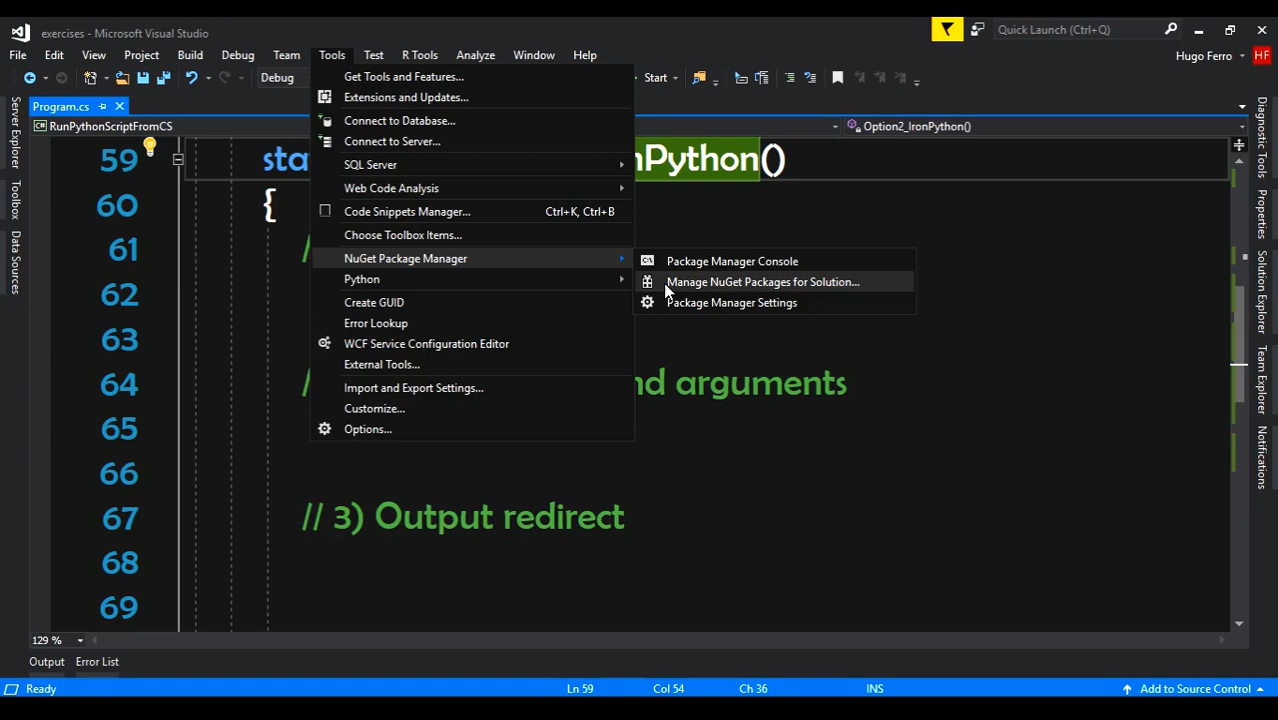 exercises - Microsoft Visual Studio
Quick Launch (Ctrl+Q)
File Edit View Project Build Debug Team Tools Test R Tools Analyze Window Help
Hugo Ferro HF
Debug
Start
Program.cs
RunPythonScriptFromCS
Option2_IronPython()
Get Tools and Features...
Extensions and Updates...
Connect to Database...
Connect to Server...
SQL Server
Web Code Analysis
Code Snippets Manager... Ctrl+K, Ctrl+B
Choose Toolbox Items...
NuGet Package Manager
Python
Create GUID
Error Lookup
WCF Service Configuration Editor
External Tools...
Import and Export Settings...
Customize...
Options...
Package Manager Console
Manage NuGet Packages for Solution...
Package Manager Settings
59 sta nPython()
60 {
61 /
62
63
64 / nd arguments
65
66
67 // 3) Output redirect
68
69
Server Explorer
Toolbox
Data Sources
Diagnostic Tools
Properties
Solution Explorer
Team Explorer
Notifications
129 %
Output Error List
Ready Ln 59 Col 54 Ch 36 INS Add to Source Control